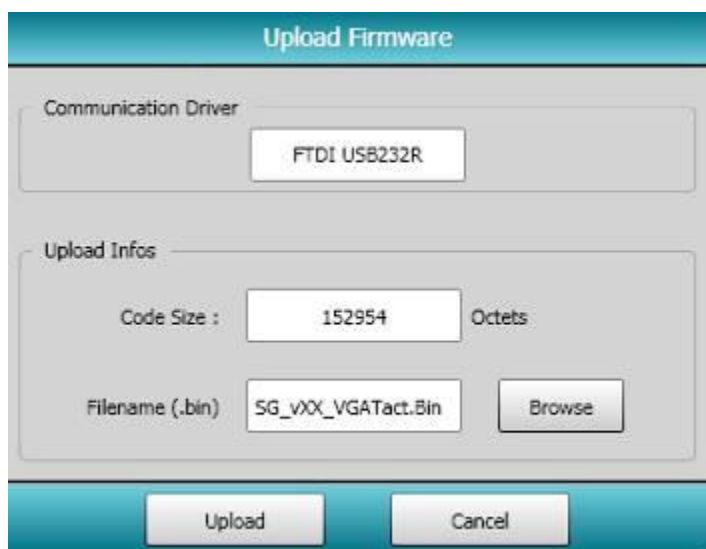 Upload Firmware
Communication Driver
FTDI USB232R
Upload Infos
Code Size : 152954 Octets
Filename (.bin) SG_vXX_VGATact.Bin Browse
Upload Cancel